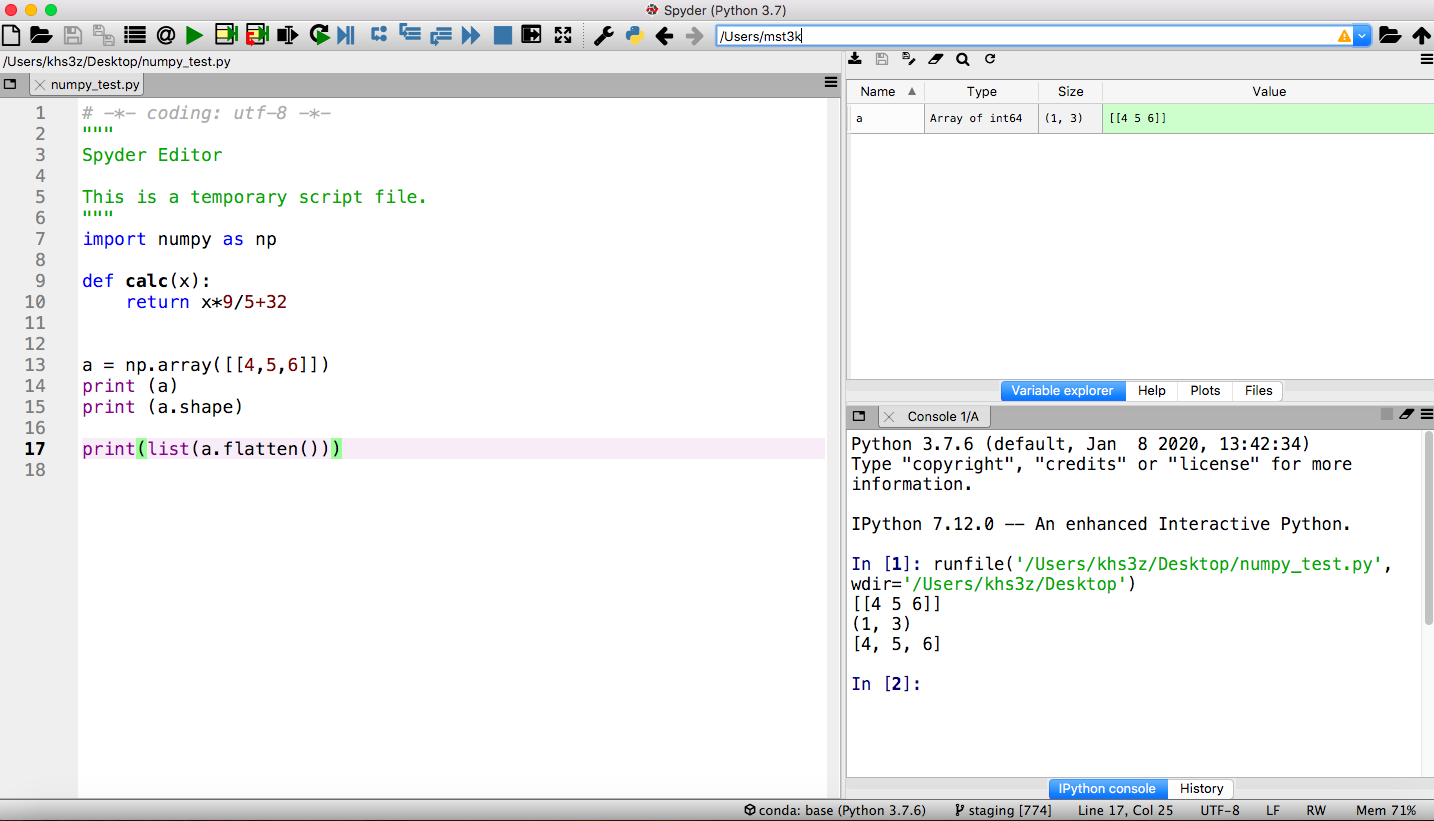 Spyder (Python 3.7)
/Users/mst3k
/Users/khs3z/Desktop/numpy_test.py
numpy_test.py
1 # -*- coding: utf-8 -*-
2 """
3 Spyder Editor
4
5 This is a temporary script file.
6 """
7 import numpy as np
8
9 def calc(x):
10     return x*9/5+32
11
12
13 a = np.array([[4,5,6]])
14 print (a)
15 print (a.shape)
16
17 print(list(a.flatten()))
18
Name Type Size Value
a Array of int64 (1, 3) [[4 5 6]]
Variable explorer Help Plots Files
Console 1/A
Python 3.7.6 (default, Jan  8 2020, 13:42:34)
Type "copyright", "credits" or "license" for more
information.
IPython 7.12.0 -- An enhanced Interactive Python.
In [1]: runfile('/Users/khs3z/Desktop/numpy_test.py',
wdir='/Users/khs3z/Desktop')
[[4 5 6]]
(1, 3)
[4, 5, 6]
In [2]:
IPython console History
conda: base (Python 3.7.6) staging [774] Line 17, Col 25 UTF-8 LF RW Mem 71%